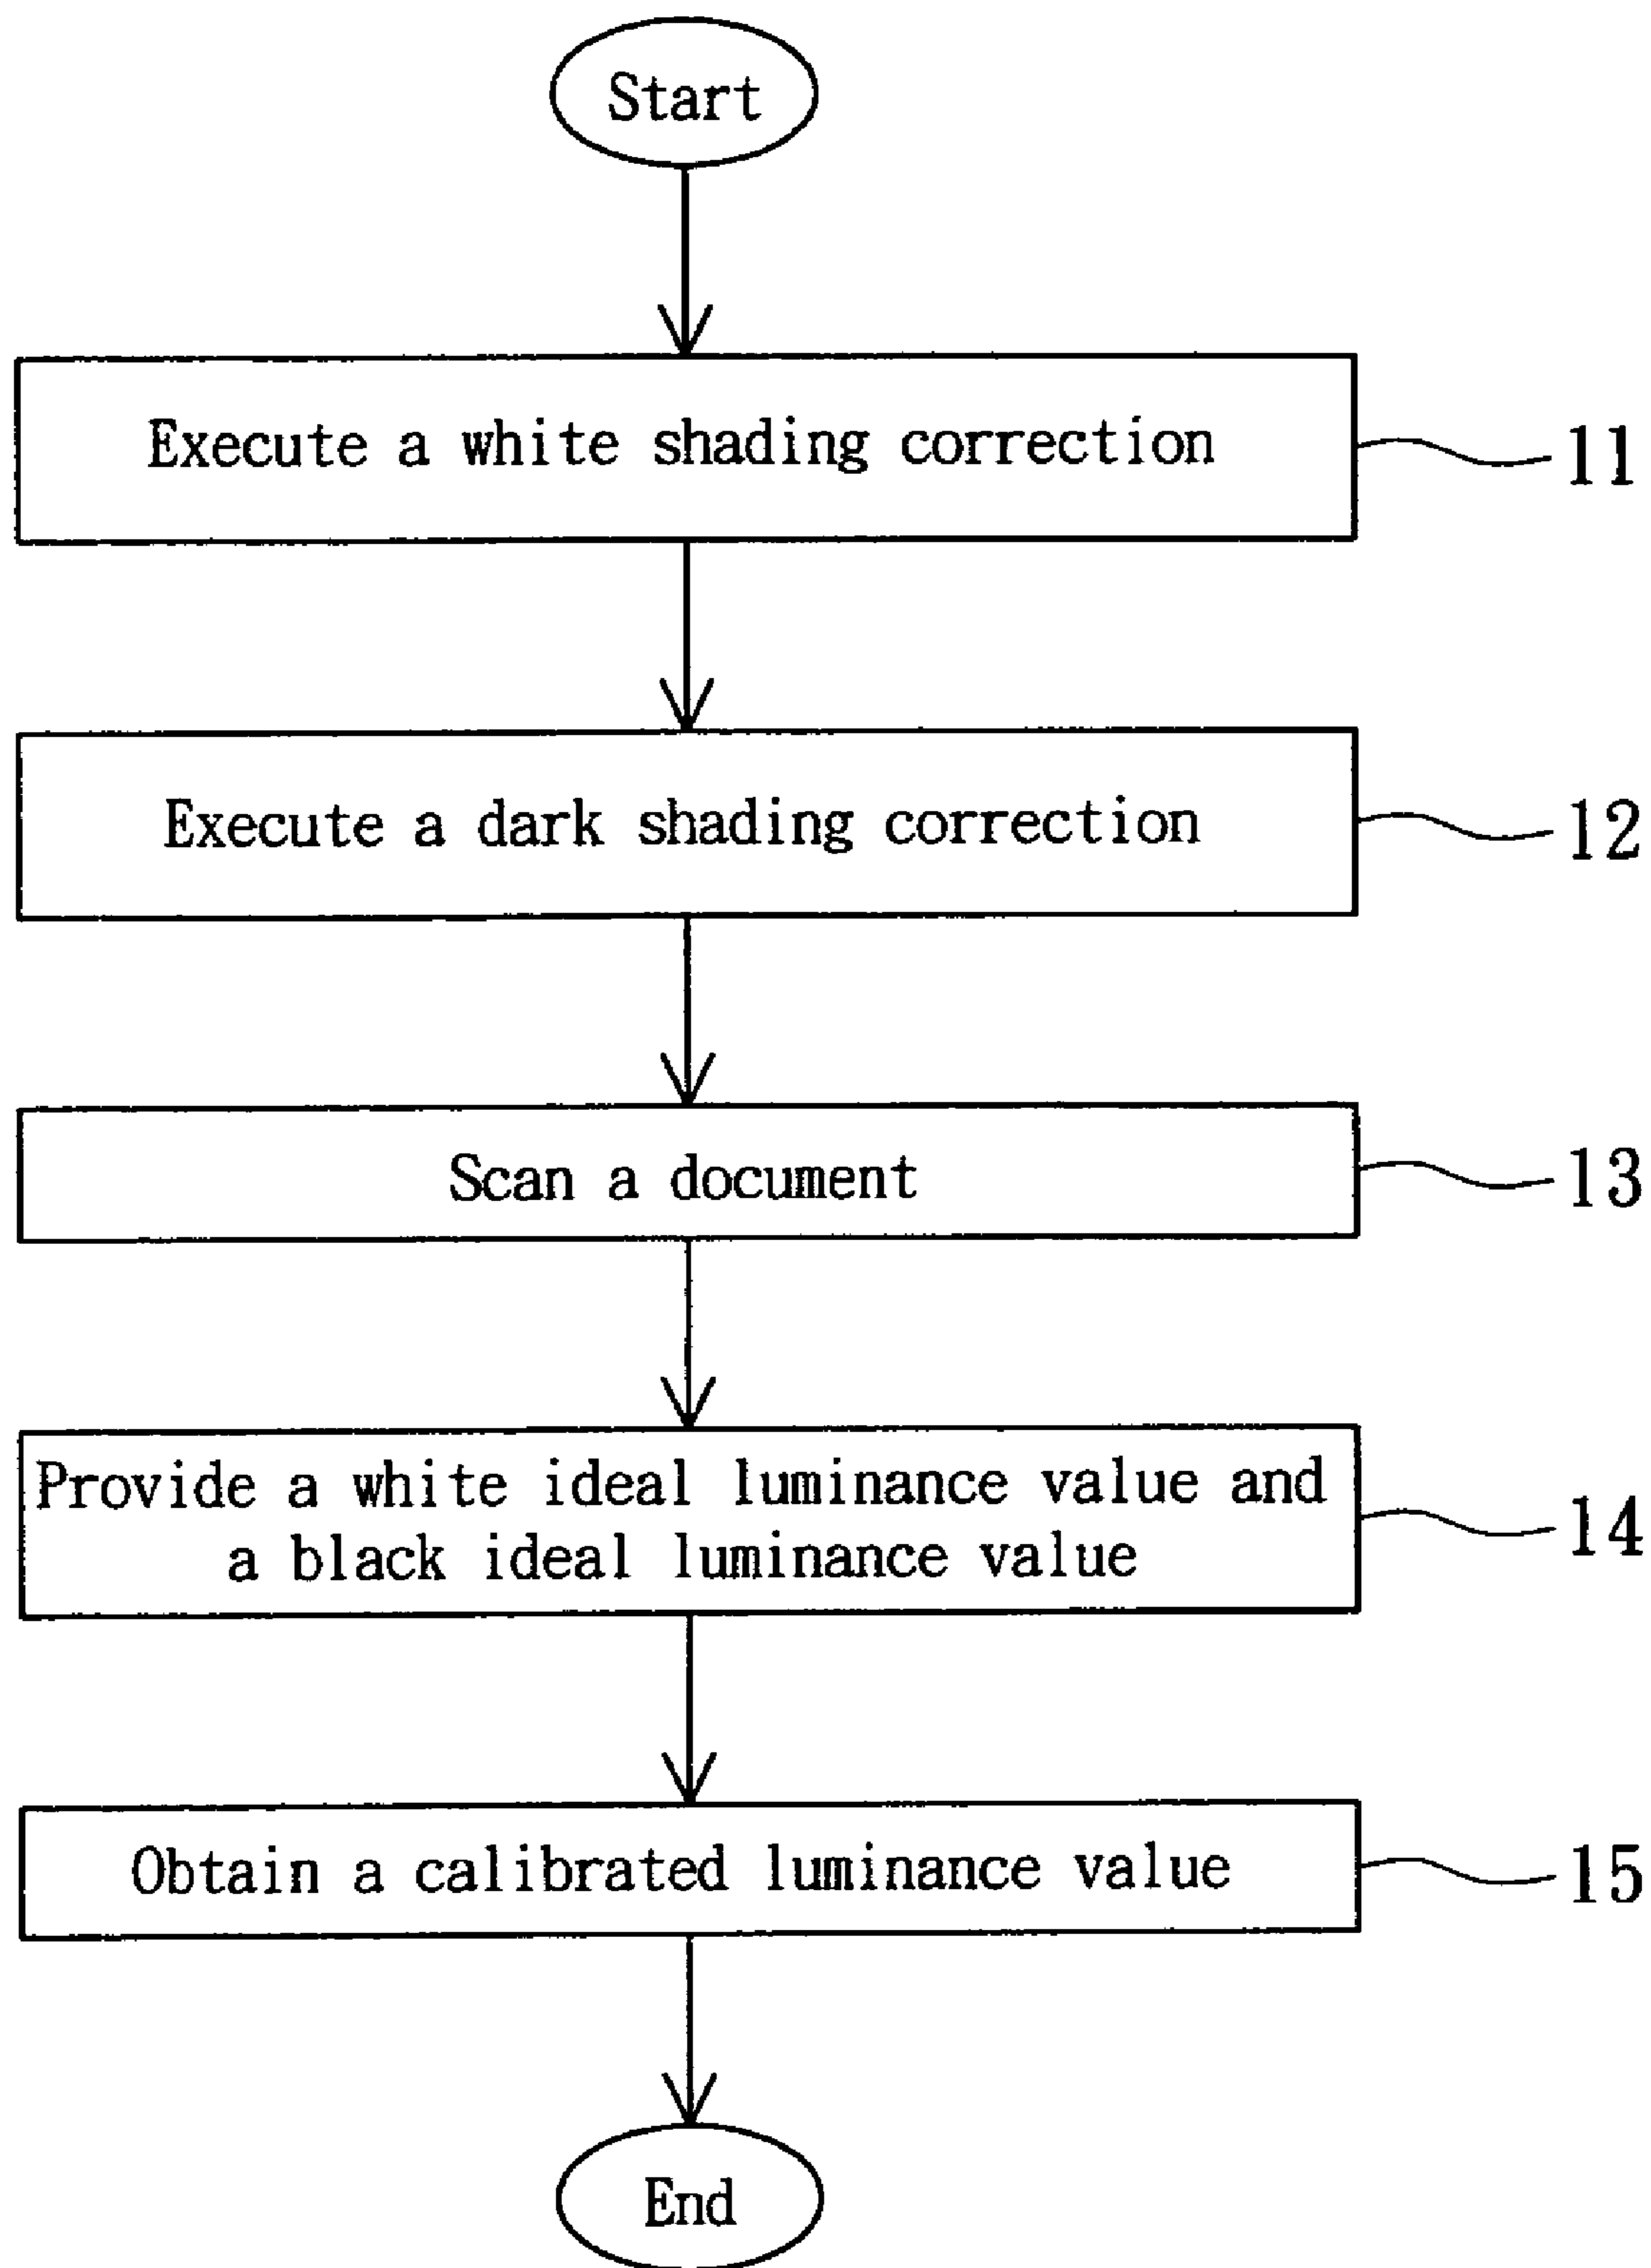 Start
Execute a white shading correction
11
Execute a dark shading correction
12
Scan a document
13
Provide a white ideal luminance value and
a black ideal luminance value
14
Obtain a calibrated luminance value
15
End